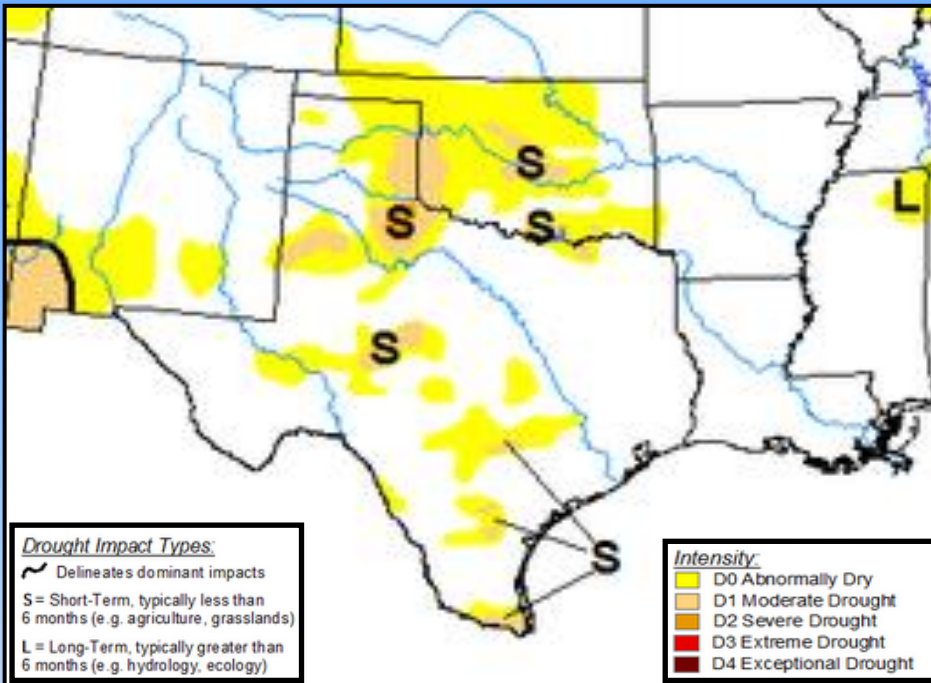 S
L
S
S
S
S
Drought Impact Types:
Delineates dominant impacts
S = Short-Term, typically less than
6 months (e.g. agriculture, grasslands)
L = Long-Term, typically greater than
6 months (e.g. hydrology, ecology)
Intensity:
D0 Abnormally Dry
D1 Moderate Drought
D2 Severe Drought
D3 Extreme Drought
D4 Exceptional Drought